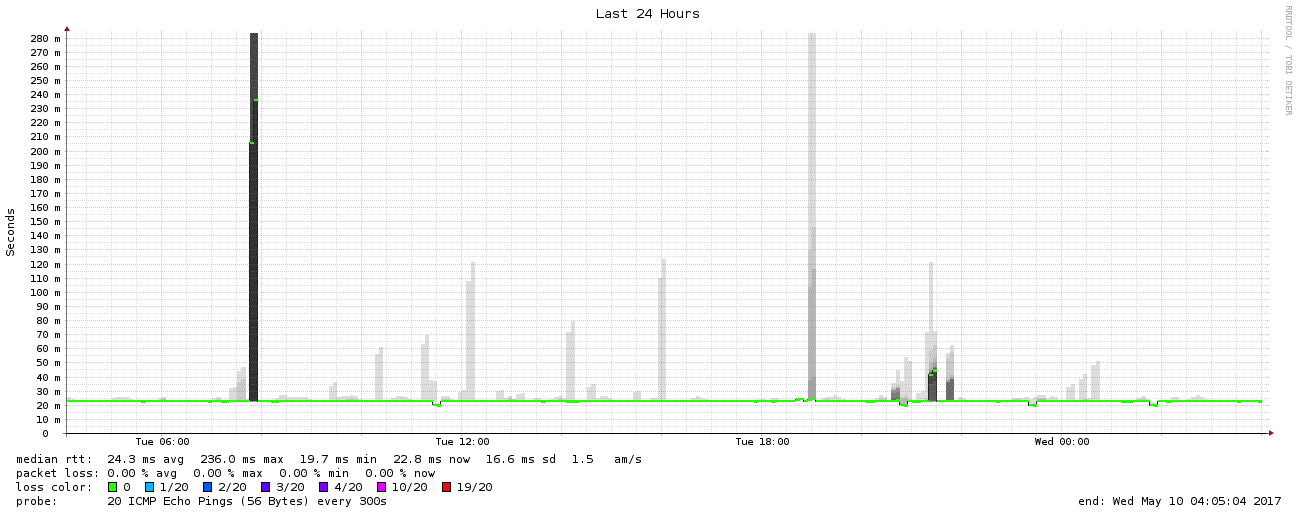 Last 24 Hours
RRDTOOL / TOBI OETIKER
Seconds
280 m
270 m
260 m
250 m
240 m
230 m
220 m
210 m
200 m
190 m
180 m
170 m
160 m
150 m
140 m
130 m
120 m
110 m
100 m
90 m
80 m
70 m
60 m
50 m
40 m
30 m
20 m
10 m
0
Tue 06:00 Tue 12:00 Tue 18:00 Wed 00:00
median rtt: 24.3 ms avg 236.0 ms max 19.7 ms min 22.8 ms now 16.6 ms sd 1.5 am/s
packet loss: 0.00 % avg 0.00 % max 0.00 % min 0.00 % now
loss color: 0 1/20 2/20 3/20 4/20 10/20 19/20
probe: 20 ICMP Echo Pings (56 Bytes) every 300s end: Wed May 10 04:05:04 2017